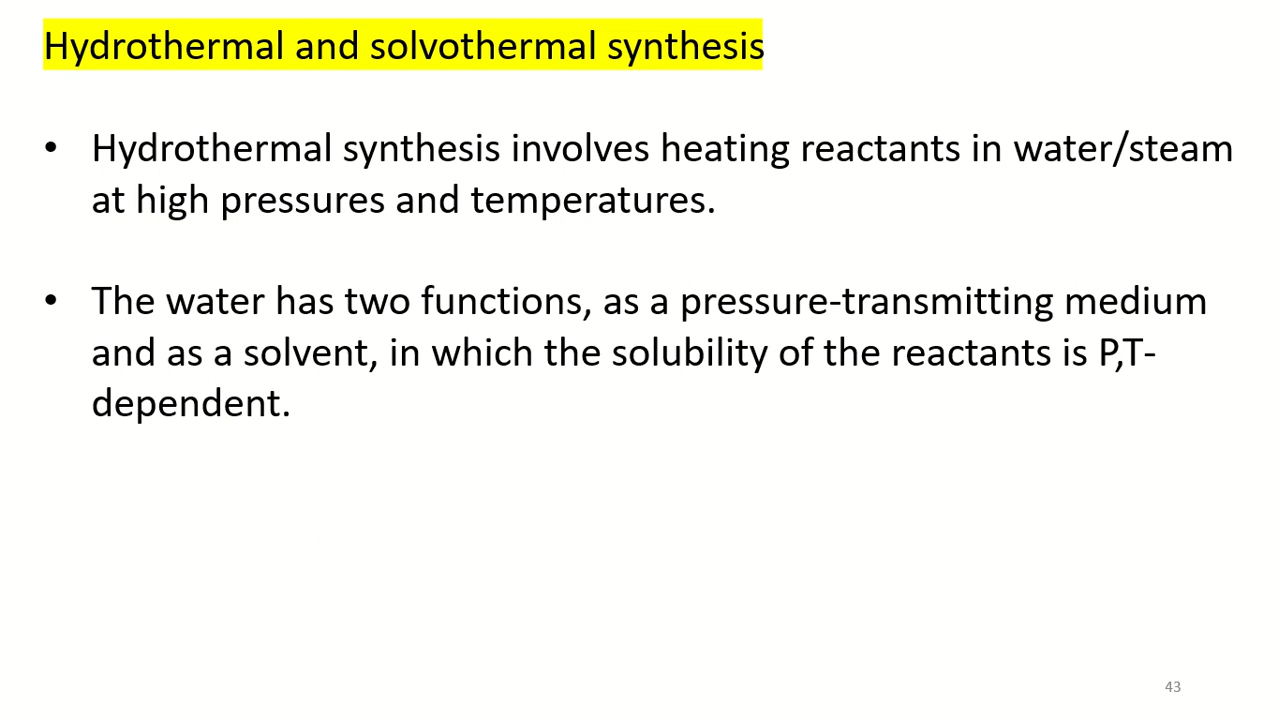 Hydrothermal and solvothermal synthesis
• Hydrothermal synthesis involves heating reactants in water/steam
at high pressures and temperatures.
• The water has two functions, as a pressure-transmitting medium
and as a solvent, in which the solubility of the reactants is P,T-
dependent.
43